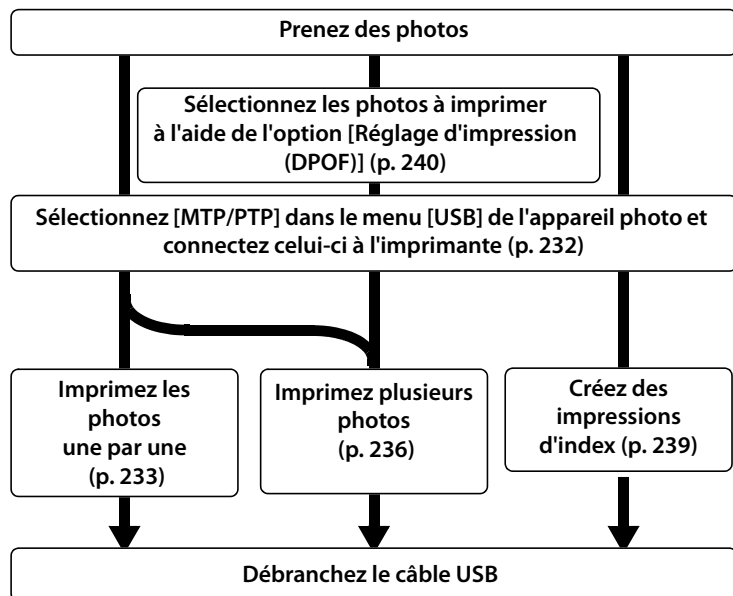 Prenez des photos
Sélectionnez les photos à imprimer
à l'aide de l'option [Réglage d'impression
(DPOF)] (p. 240)
Sélectionnez [MTP/PTP] dans le menu [USB] de l'appareil photo et
connectez celui-ci à l'imprimante (p. 232)
Imprimez les
photos
une par une
(p. 233)
Imprimez plusieurs
photos
(p. 236)
Créez des
impressions
d'index (p. 239)
Débranchez le câble USB